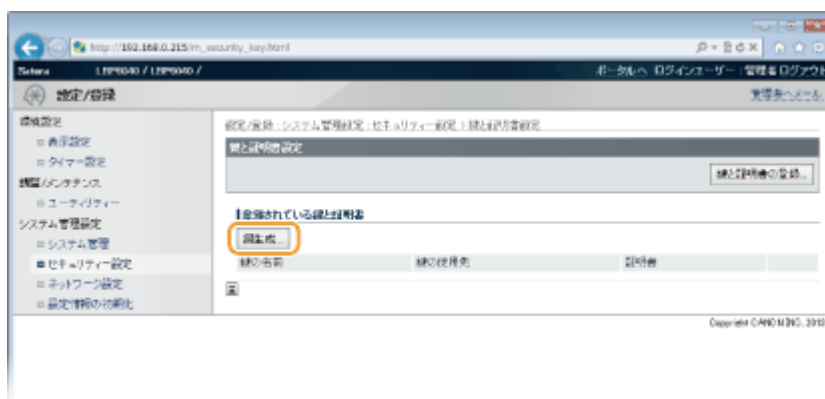 http://192.168.0.215/m_security_key.html
Satera LBP6040 / LBP6040 /
ポータルへ ログインユーザー：管理者 ログアウト
設定/登録
管理者へメール
環境設定
表示設定
タイマー設定
調整/メンテナンス
ユーティリティー
システム管理設定
システム管理
セキュリティー設定
ネットワーク設定
設定情報の初期化
設定/登録：システム管理設定：セキュリティー設定 > 鍵と証明書設定
鍵と証明書設定
鍵と証明書の登録...
登録されている鍵と証明書
鍵生成...
鍵の名前 鍵の使用先 証明書
Copyright CANON INC. 2013